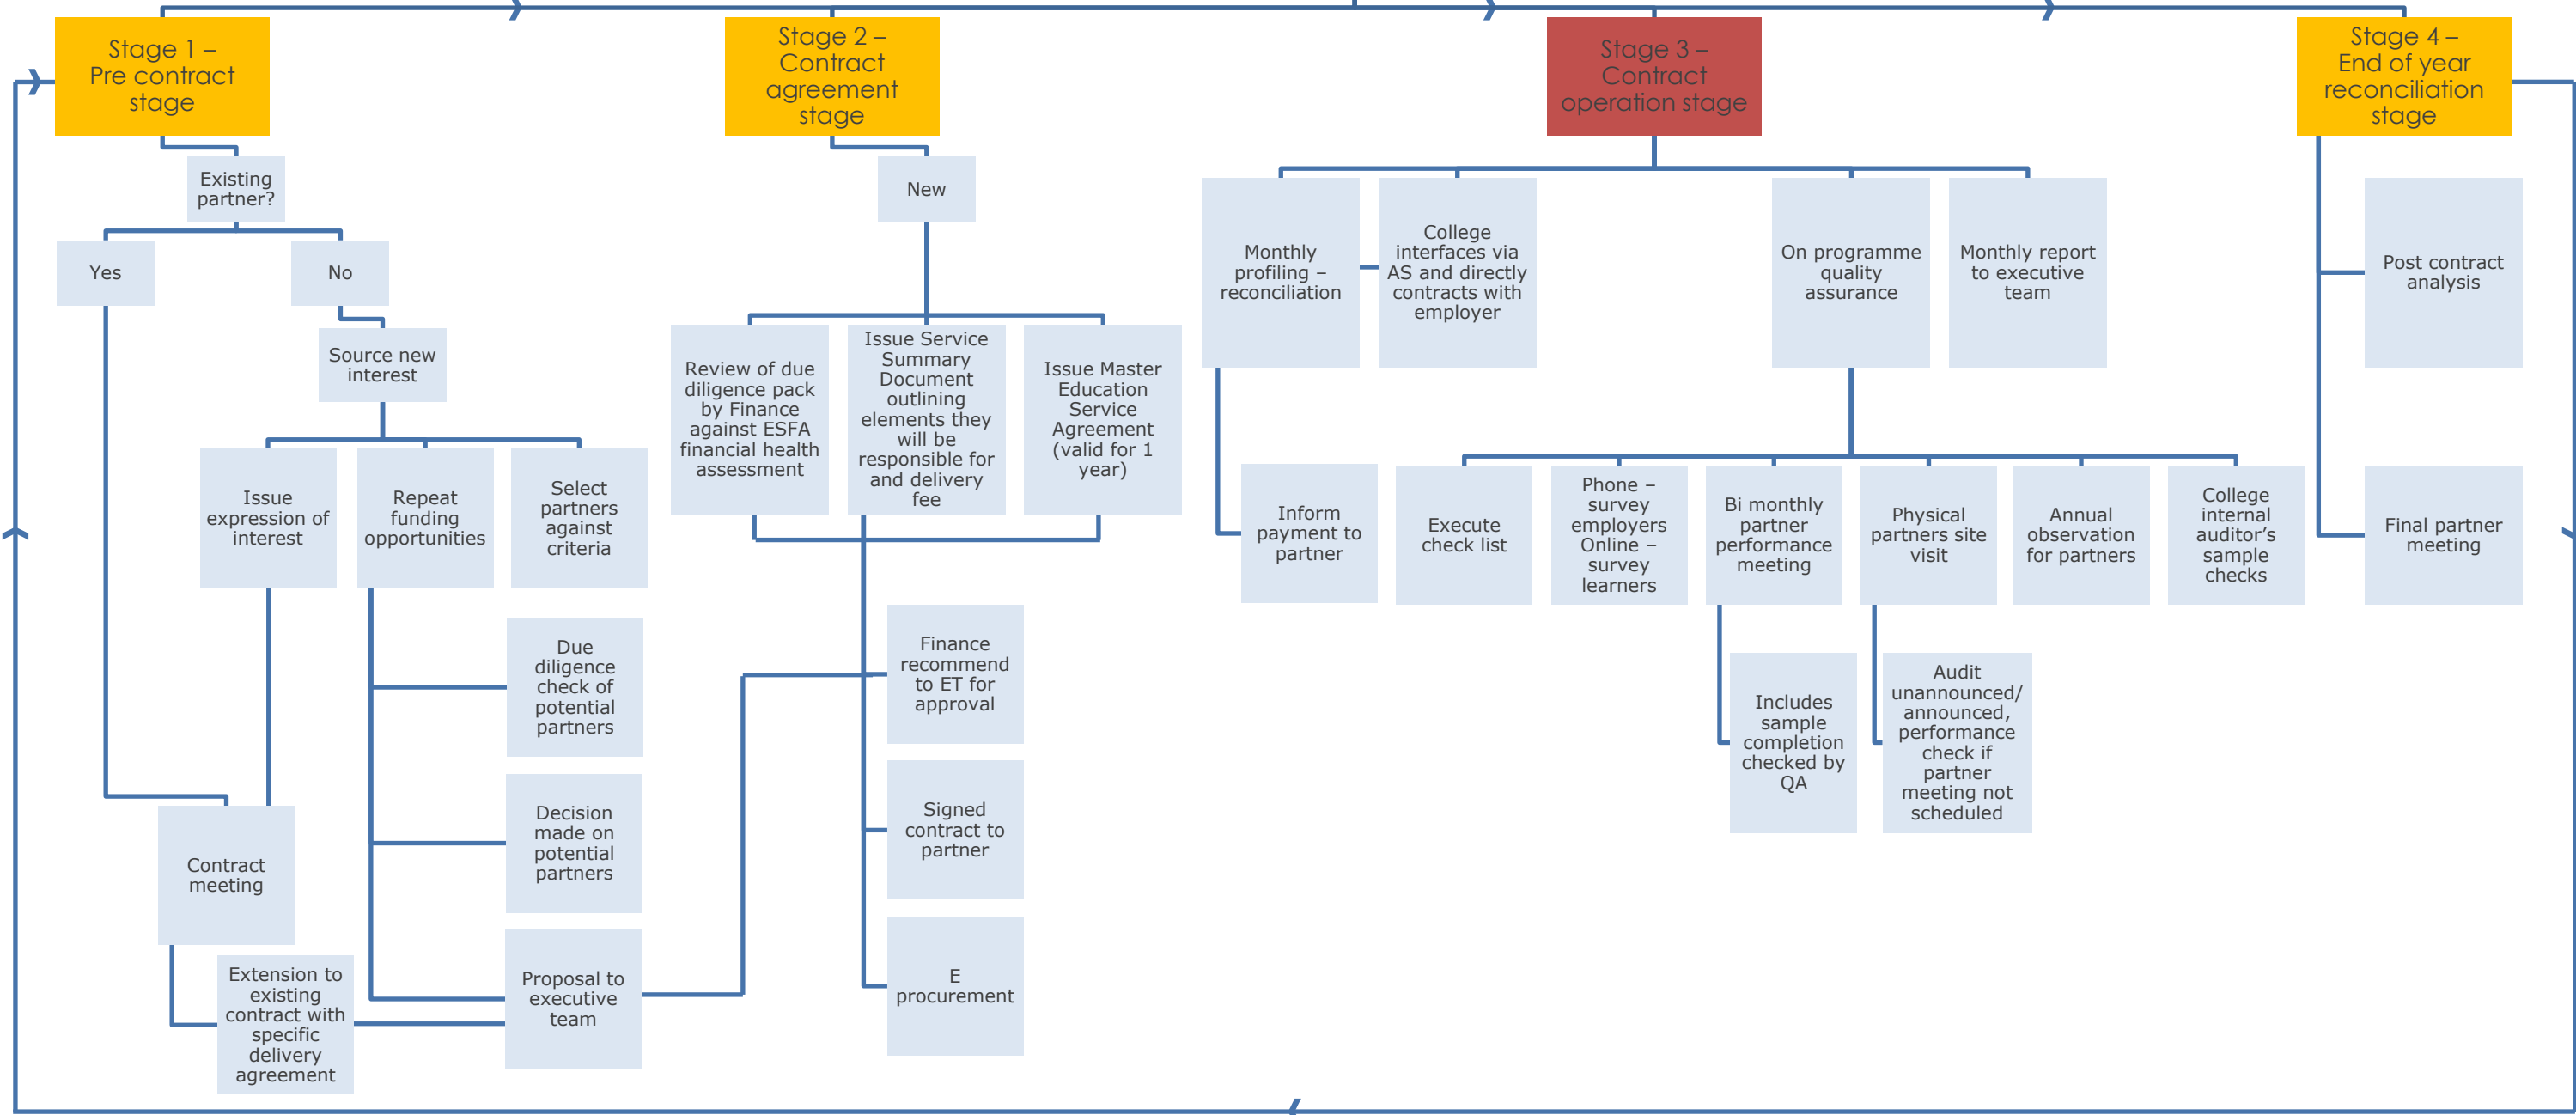 Stage 1 –
Pre contract
stage
Existing
partner?
Yes
No
Source new
interest
Issue
expression of
interest
Repeat
funding
opportunities
Select
partners
against
criteria
Due
diligence
check of
potential
partners
Decision
made on
potential
partners
Proposal to
executive
team
Contract
meeting
Extension to
existing
contract with
specific
delivery
agreement
Stage 2 –
Contract
agreement
stage
New
Review of due
diligence pack
by Finance
against ESFA
financial health
assessment
Issue Service
Summary
Document
outlining
elements they
will be
responsible for
and delivery
fee
Issue Master
Education
Service
Agreement
(valid for 1
year)
Finance
recommend
to ET for
approval
Signed
contract to
partner
E
procurement
Stage 3 –
Contract
operation stage
Monthly
profiling –
reconciliation
College
interfaces via
AS and directly
contracts with
employer
On programme
quality
assurance
Monthly report
to executive
team
Inform
payment to
partner
Execute
check list
Phone –
survey
employers
Online –
survey
learners
Bi monthly
partner
performance
meeting
Physical
partners site
visit
Annual
observation
for partners
College
internal
auditor’s
sample
checks
Includes
sample
completion
checked by
QA
Audit
unannounced/
announced,
performance
check if
partner
meeting not
scheduled
Stage 4 –
End of year
reconciliation
stage
Post contract
analysis
Final partner
meeting